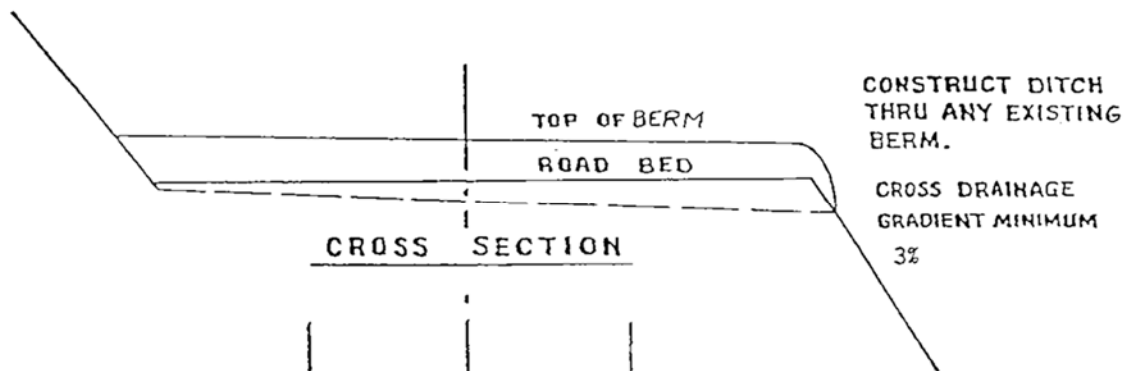 TOP OF BERM
ROAD BED
CROSS SECTION
CONSTRUCT DITCH
THRU ANY EXISTING
BERM.
CROSS DRAINAGE
GRADIENT MINIMUM
3%